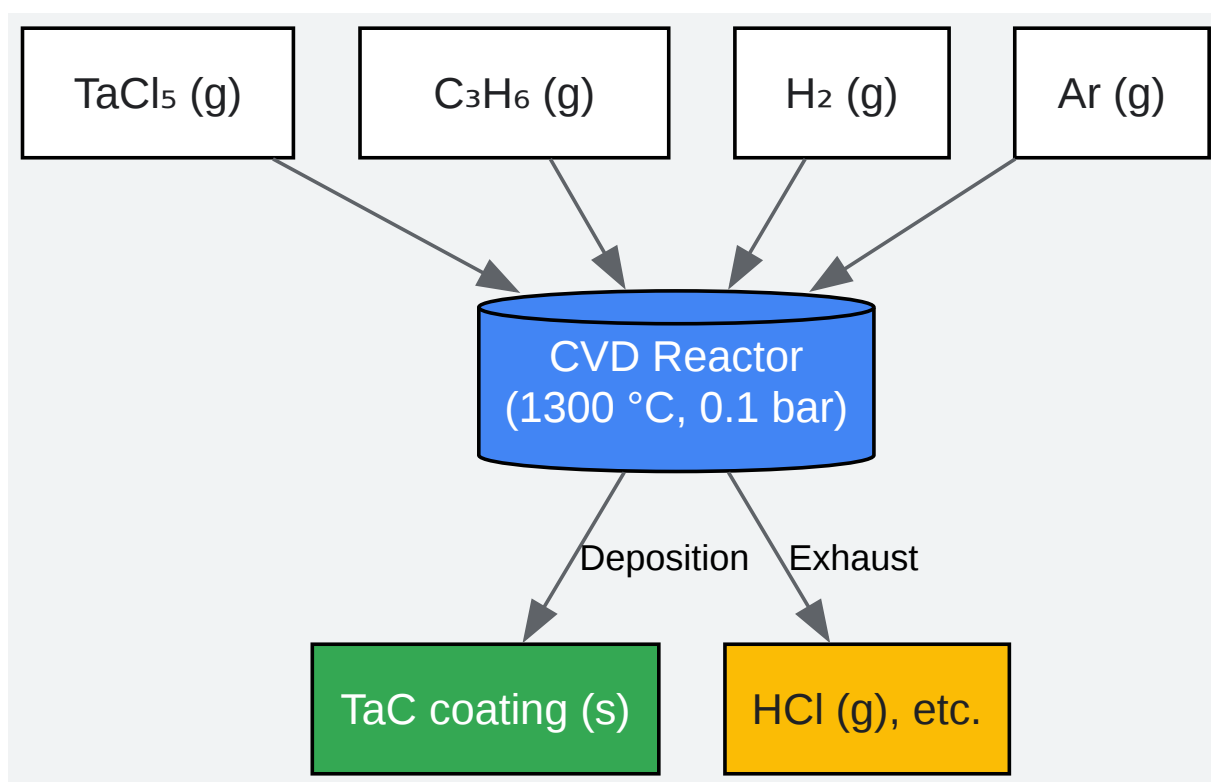 TaCl₅ (g)
C₃H₆ (g)
H₂ (g)
Ar (g)
CVD Reactor
(1300 °C, 0.1 bar)
Deposition
Exhaust
TaC coating (s)
HCl (g), etc.